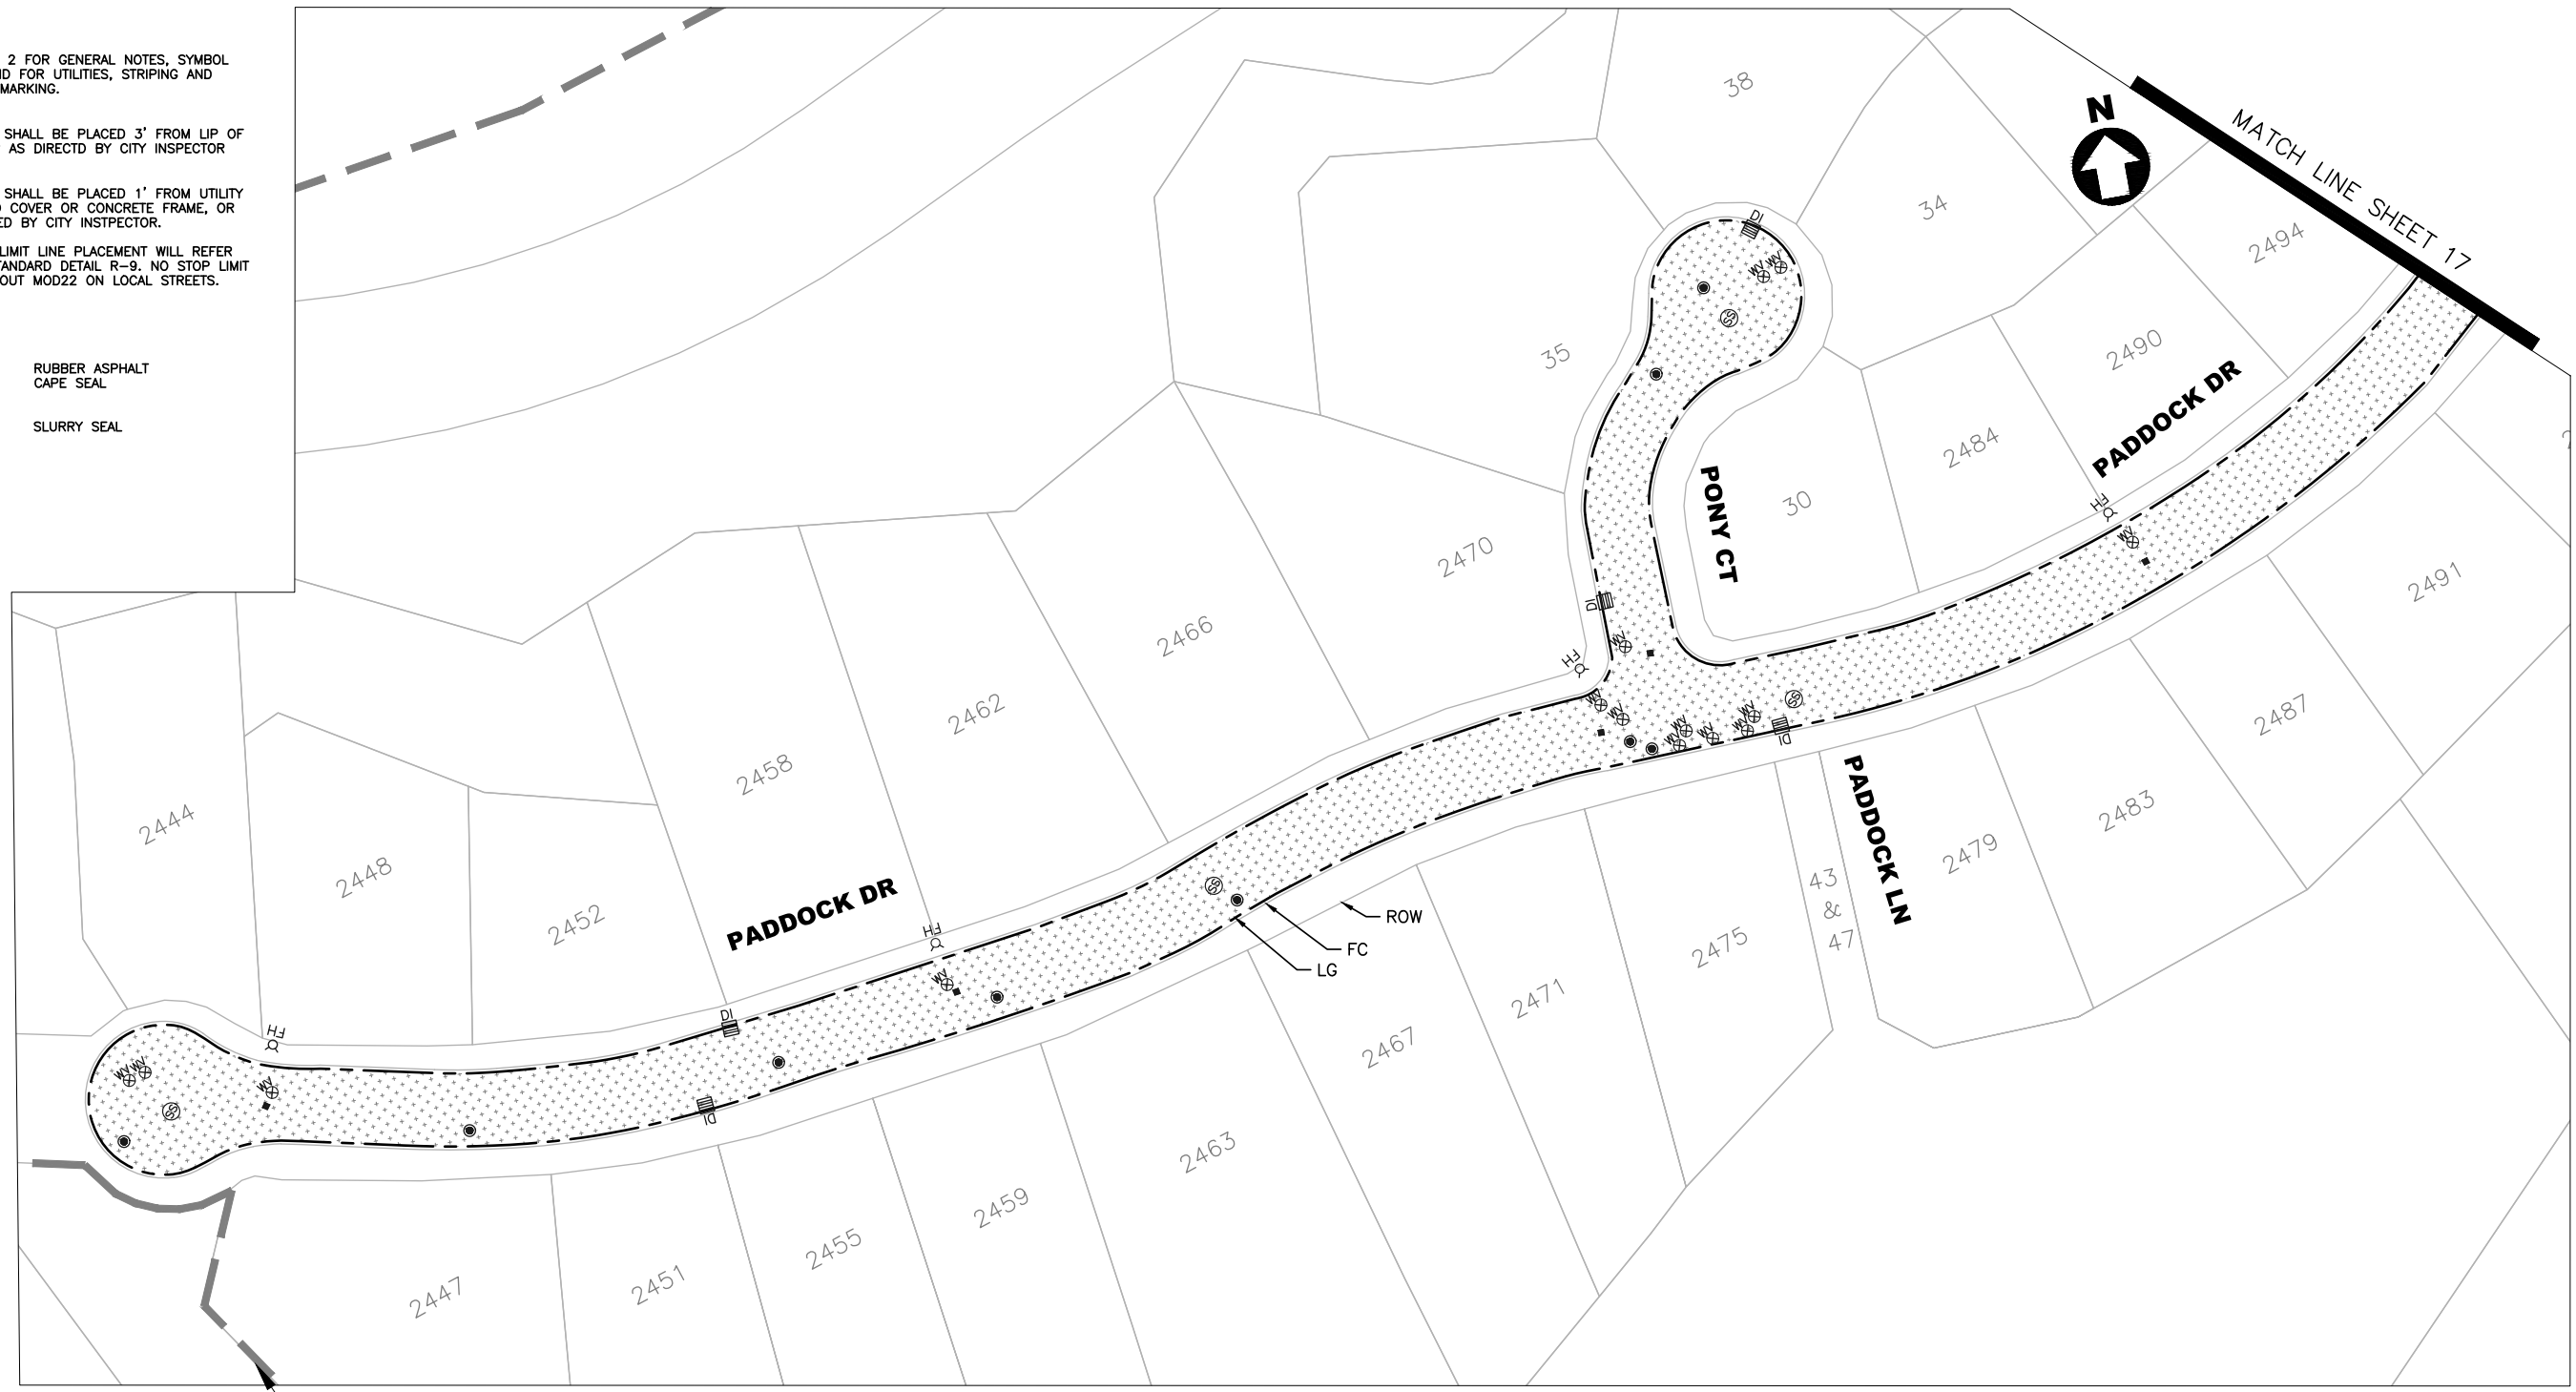 2 FOR GENERAL NOTES, SYMBOL
D FOR UTILITIES, STRIPING AND
MARKING.
SHALL BE PLACED 3' FROM LIP OF
AS DIRECTD BY CITY INSPECTOR
SHALL BE PLACED 1' FROM UTILITY
COVER OR CONCRETE FRAME, OR
ED BY CITY INSTPECTOR.
LIMIT LINE PLACEMENT WILL REFER
TANDARD DETAIL R-9. NO STOP LIMIT
OUT MOD22 ON LOCAL STREETS.
RUBBER ASPHALT
CAPE SEAL
SLURRY SEAL
N
MATCH LINE SHEET 17
38
34
35
30
2494
2490
2484
2491
2487
2483
2479
43
&
47
2475
2471
2467
2463
2459
2455
2451
2447
2444
2448
2452
2458
2462
2466
2470
PADDOCK DR
PONY CT
PADDOCK LN
PADDOCK DR
ROW
FC
LG
DI
WV
WV
SS
DI
WV
FH
WV
WV
WV
WV
WV
WV
WV
SS
DI
FH
WV
SS
FH
WV
DI
DI
FH
WV
WV
WV
SS